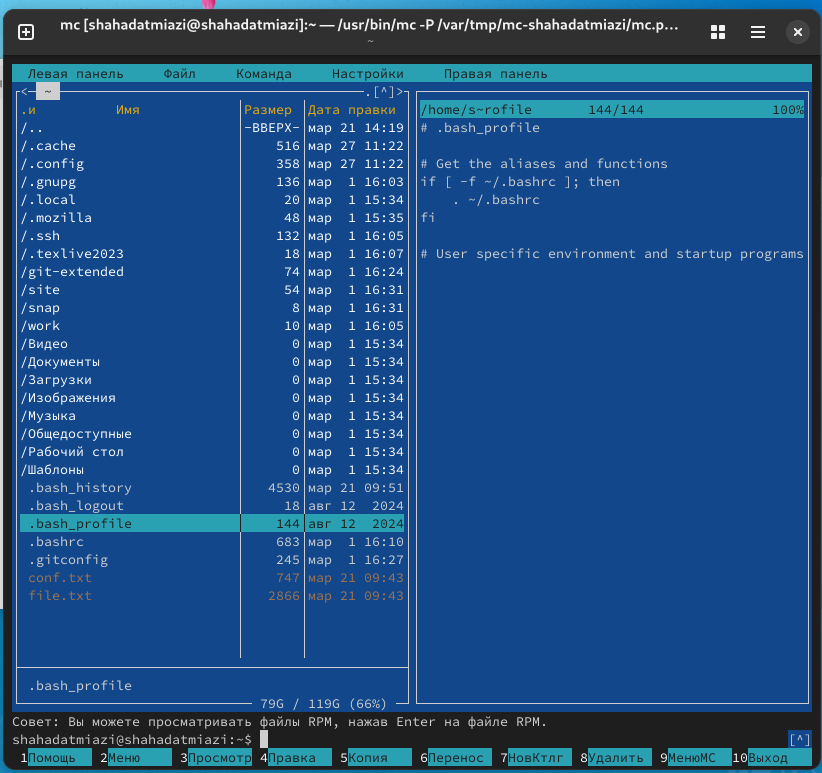 mc [shahadatmiazi@shahadatmiazi]:~ — /usr/bin/mc -P /var/tmp/mc-shahadatmiazi/mc.p…
~
Левая панель Файл Команда Настройки Правая панель
<- ~ .[^]>
.и Имя Размер Дата правки
/.. -ВВЕРХ- мар 21 14:19
/.cache 516 мар 27 11:22
/.config 358 мар 27 11:22
/.gnupg 136 мар 1 16:03
/.local 20 мар 1 15:34
/.mozilla 48 мар 1 15:35
/.ssh 132 мар 1 16:05
/.texlive2023 18 мар 1 16:07
/git-extended 74 мар 1 16:24
/site 54 мар 1 16:31
/snap 8 мар 1 16:31
/work 10 мар 1 16:05
/Видео 0 мар 1 15:34
/Документы 0 мар 1 15:34
/Загрузки 0 мар 1 15:34
/Изображения 0 мар 1 15:34
/Музыка 0 мар 1 15:34
/Общедоступные 0 мар 1 15:34
/Рабочий стол 0 мар 1 15:34
/Шаблоны 0 мар 1 15:34
.bash_history 4530 мар 21 09:51
.bash_logout 18 авг 12 2024
.bash_profile 144 авг 12 2024
.bashrc 683 мар 1 16:10
.gitconfig 245 мар 1 16:27
conf.txt 747 мар 21 09:43
file.txt 2866 мар 21 09:43
.bash_profile
79G / 119G (66%)
/home/s~rofile 144/144 100%
# .bash_profile
# Get the aliases and functions
if [ -f ~/.bashrc ]; then
. ~/.bashrc
fi
# User specific environment and startup programs
Совет: Вы можете просматривать файлы RPM, нажав Enter на файле RPM.
shahadatmiazi@shahadatmiazi:~$ [^]
1Помощь 2Меню 3Просмотр 4Правка 5Копия 6Перенос 7НовКтлг 8Удалить 9МенюМС 10Выход